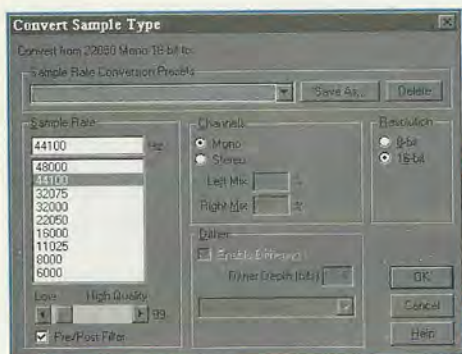 Convert Sample Type
Convert from 22050 Mono 16-bit to:
Sample Rate Conversion Presets
Save As...
Delete
Sample Rate
44100 Hz
48000
44100
32075
32000
22050
16000
11025
8000
6000
Low High Quality
99
Pre/Post Filter
Channels
Mono
Stereo
Left Mix %
Right Mix %
Dither
Enable Dithering
Dither Depth (bits)
Resolution
8-bit
16-bit
OK
Cancel
Help